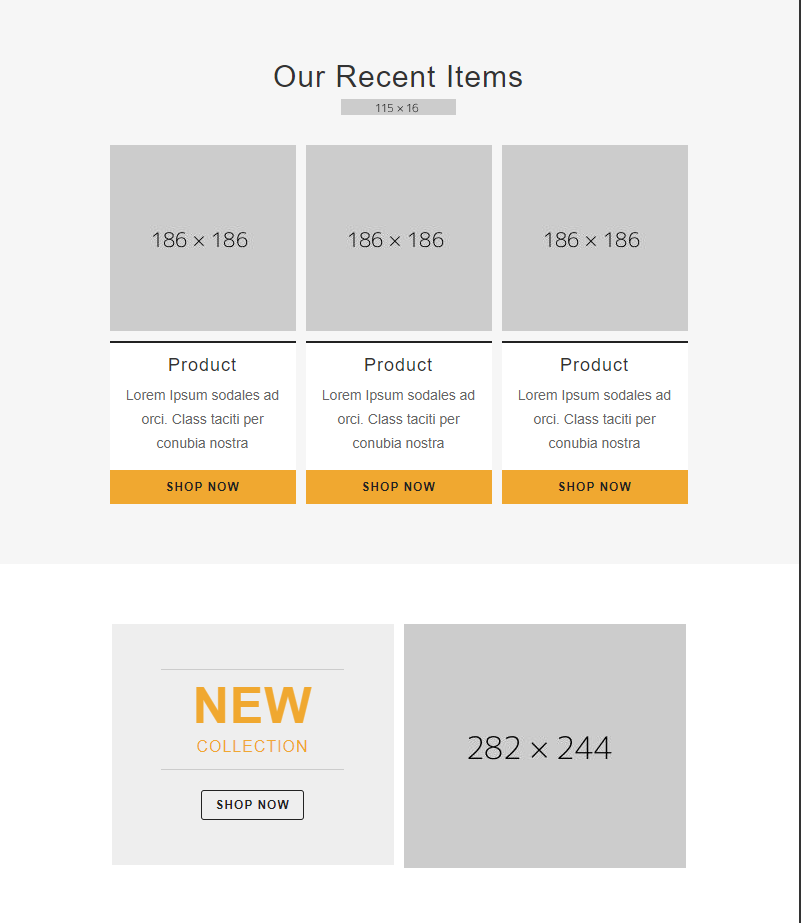 Our Recent Items
115 × 16
186 × 186
186 × 186
186 × 186
Product
Lorem Ipsum sodales ad
orci. Class taciti per
conubia nostra
SHOP NOW
Product
Lorem Ipsum sodales ad
orci. Class taciti per
conubia nostra
SHOP NOW
Product
Lorem Ipsum sodales ad
orci. Class taciti per
conubia nostra
SHOP NOW
NEW
COLLECTION
SHOP NOW
282 × 244